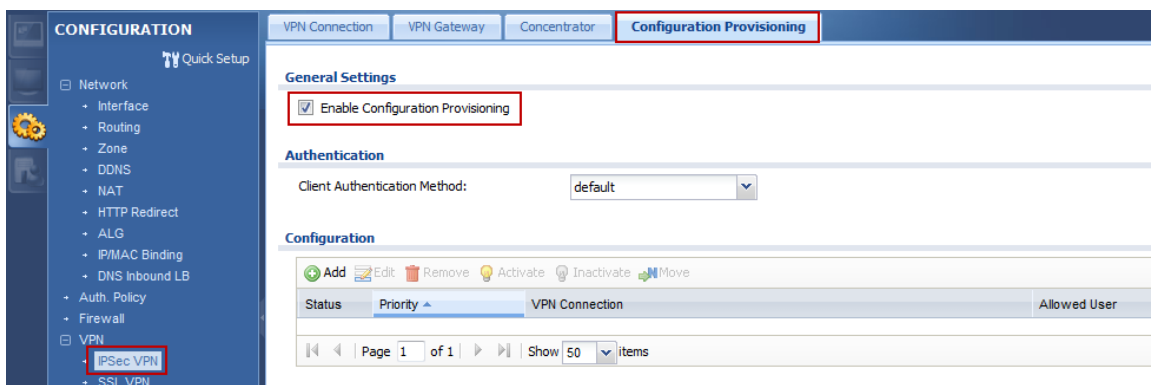 CONFIGURATION
Quick Setup
Network
Interface
Routing
Zone
DDNS
NAT
HTTP Redirect
ALG
IP/MAC Binding
DNS Inbound LB
Auth. Policy
Firewall
VPN
IPSec VPN
SSL VPN
VPN Connection VPN Gateway Concentrator Configuration Provisioning
General Settings
Enable Configuration Provisioning
Authentication
Client Authentication Method: default
Configuration
Add Edit Remove Activate Inactivate Move
Status Priority VPN Connection Allowed User
Page 1 of 1 Show 50 items